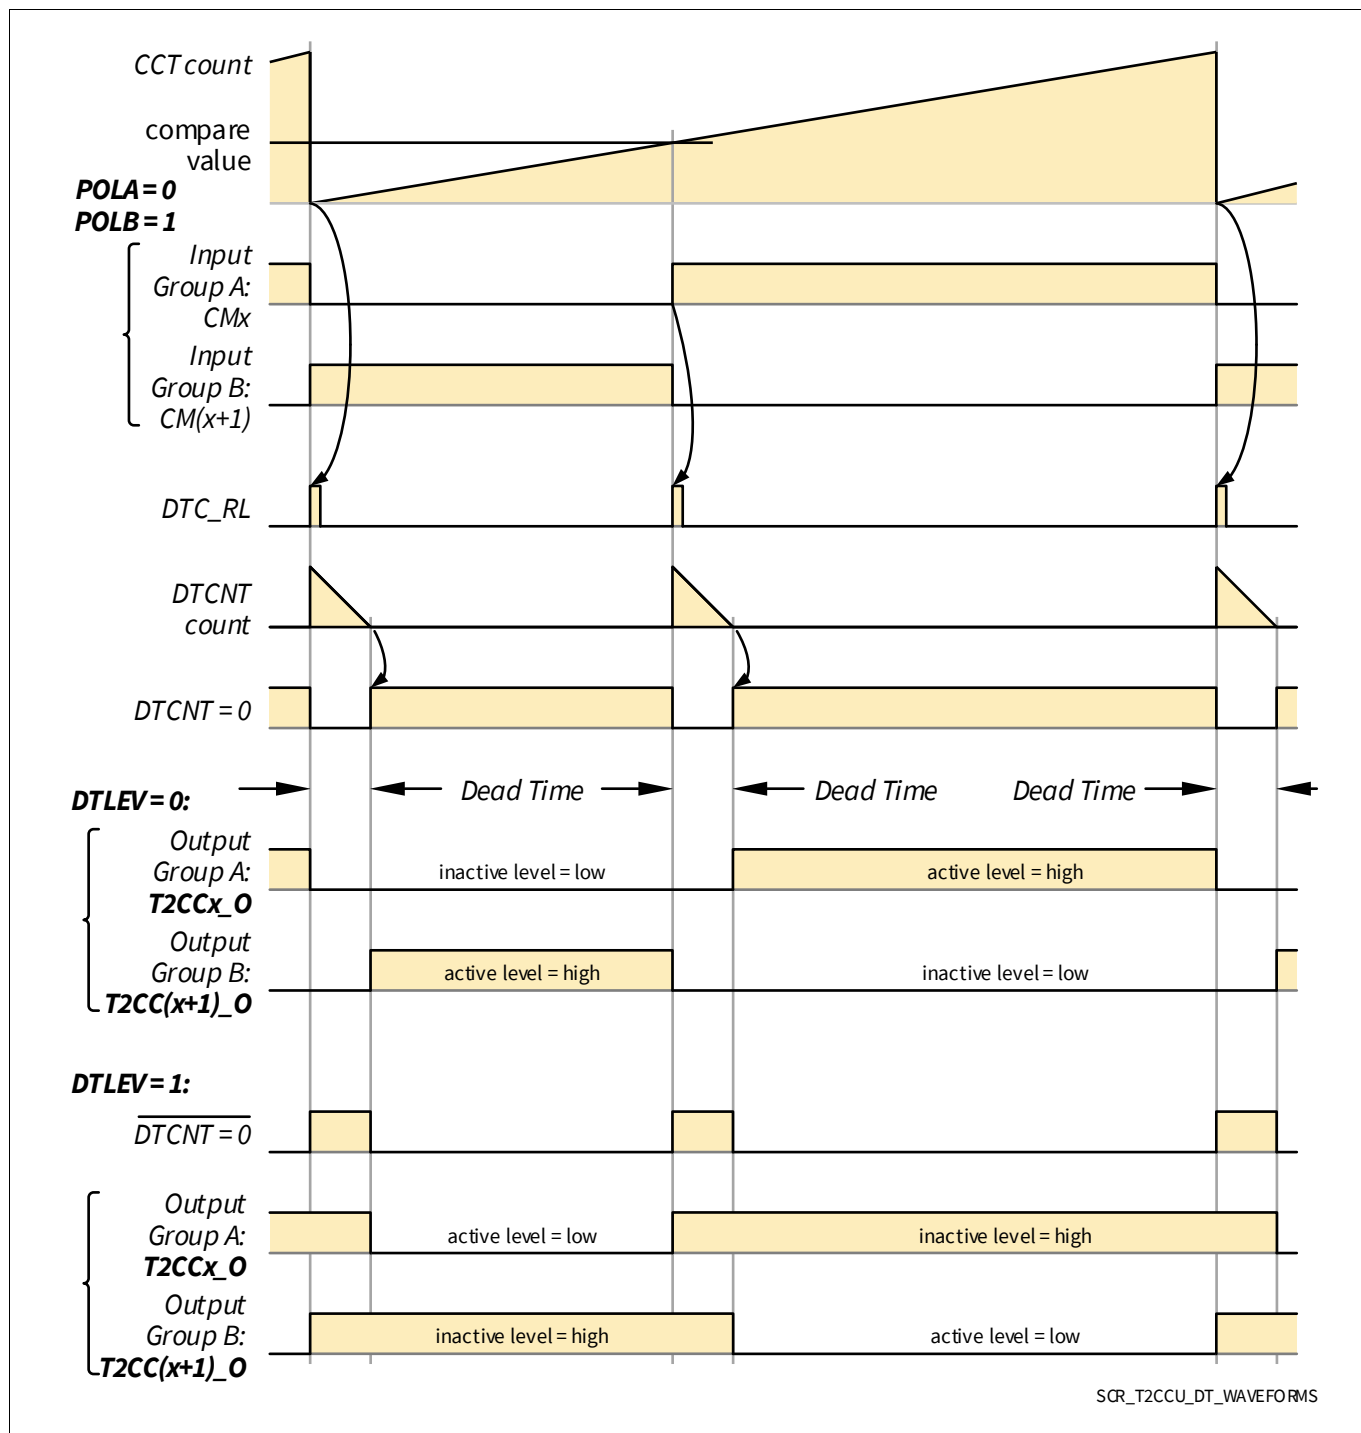 CCT count
compare
value
POLA = 0
POLB = 1
Input
Group A:
CMx
Input
Group B:
CM(x+1)
DTC_RL
DTCNT
count
DTCNT = 0
Dead Time Dead Time Dead Time
DTLEV = 0:
Output
Group A: inactive level = low active level = high
T2CCx_O
Output
Group B: active level = high inactive level = low
T2CC(x+1)_O
DTLEV = 1:
DTCNT = 0
Output
Group A: active level = low inactive level = high
T2CCx_O
Output
Group B: inactive level = high active level = low
T2CC(x+1)_O
SCR_T2CCU_DT_WAVEFORMS